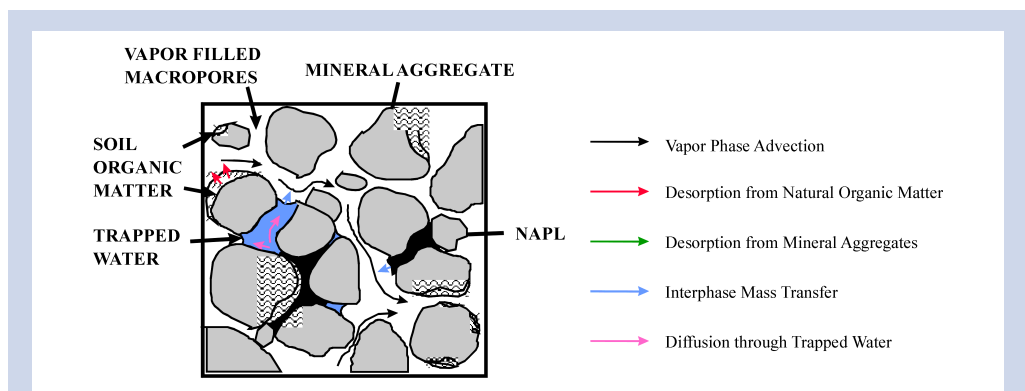 VAPOR FILLED
MACROPORES
MINERAL AGGREGATE
SOIL
ORGANIC
MATTER
TRAPPED
WATER
NAPL
Vapor Phase Advection
Desorption from Natural Organic Matter
Desorption from Mineral Aggregates
Interphase Mass Transfer
Diffusion through Trapped Water